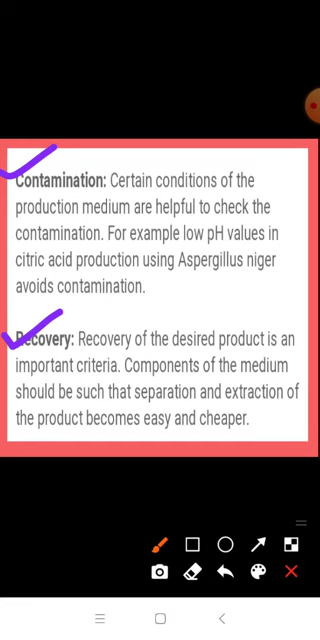 Contamination: Certain conditions of the
production medium are helpful to check the
contamination. For example low pH values in
citric acid production using Aspergillus niger
avoids contamination.
Recovery: Recovery of the desired product is an
important criteria. Components of the medium
should be such that separation and extraction of
the product becomes easy and cheaper.